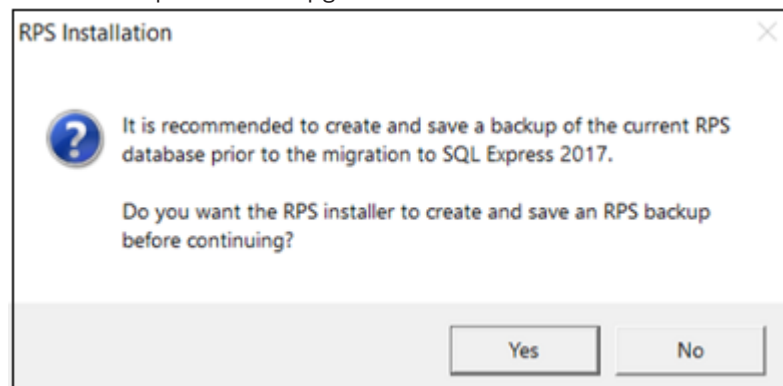 RPS Installation
It is recommended to create and save a backup of the current RPS
database prior to the migration to SQL Express 2017.
Do you want the RPS installer to create and save an RPS backup
before continuing?
Yes
No